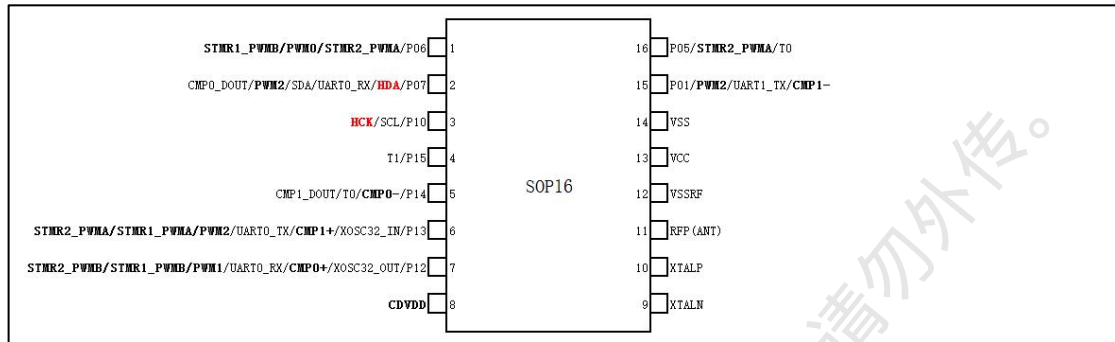 STMR1_PWMB/PWM0/STMR2_PWMA/P06 1
16 P05/STMR2_PWMA/T0
CMP0_DOUT/PWM2/SDA/UART0_RX/HDA/P07 2
15 P01/PWM2/UART1_TX/CMP1-
HCK/SCL/P10 3
14 VSS
T1/P15 4
13 VCC
SOP16
CMP1_DOUT/T0/CMP0-/P14 5
12 VSSRF
STMR2_PWMA/STMR1_PWMA/PWM2/UART0_TX/CMP1+/XOSC32_IN/P13 6
11 RFP(ANT)
STMR2_PWMB/STMR1_PWMB/PWM1/UART0_RX/CMP0+/XOSC32_OUT/P12 7
10 XTALP
CDVDD 8
9 XTALN
请勿外传。